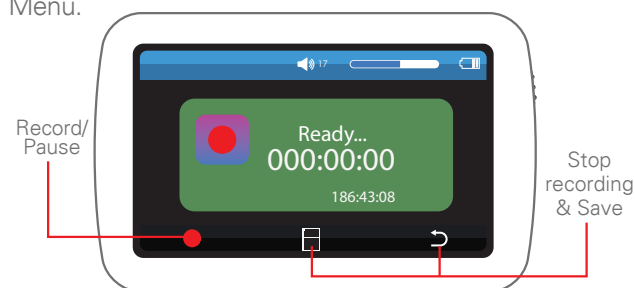 Menu.
17
Record/
Pause
Ready...
000:00:00
186:43:08
Stop
recording
& Save